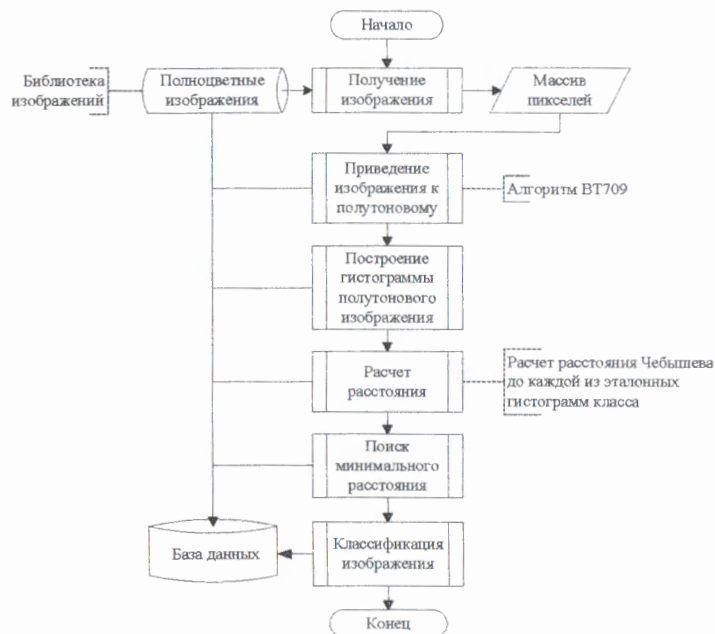 Начало
Библиотека
изображений
Полноцветные
изображения
Получение
изображения
Массив
пикселей
Приведение
изображения к
полутоновому
Алгоритм BT709
Построение
гистограммы
полутонового
изображения
Расчет
расстояния
Расчет расстояния Чебышева
до каждой из эталонных
гистограмм класса
Поиск
минимального
расстояния
База данных
Классификация
изображения
Конец